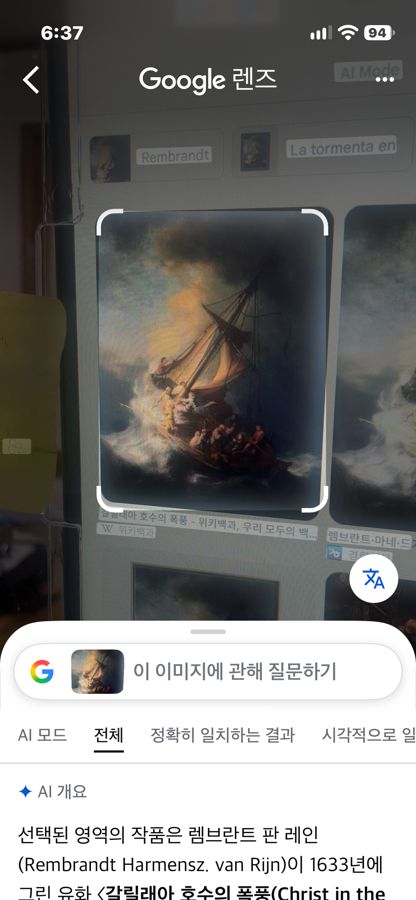 6:37
94
Google 렌즈
AI Mode
Rembrandt
La tormenta en
갈릴래아 호수의 폭풍 - 위키백과, 우리 모두의 백...
W 위키백과
렘브란트·마네·드
이 이미지에 관해 질문하기
AI 모드
전체
정확히 일치하는 결과
시각적으로 일
AI 개요
선택된 영역의 작품은 렘브란트 판 레인
(Rembrandt Harmensz. van Rijn)이 1633년에
그린 유화 <갈릴래아 호수의 폭풍(Christ in the